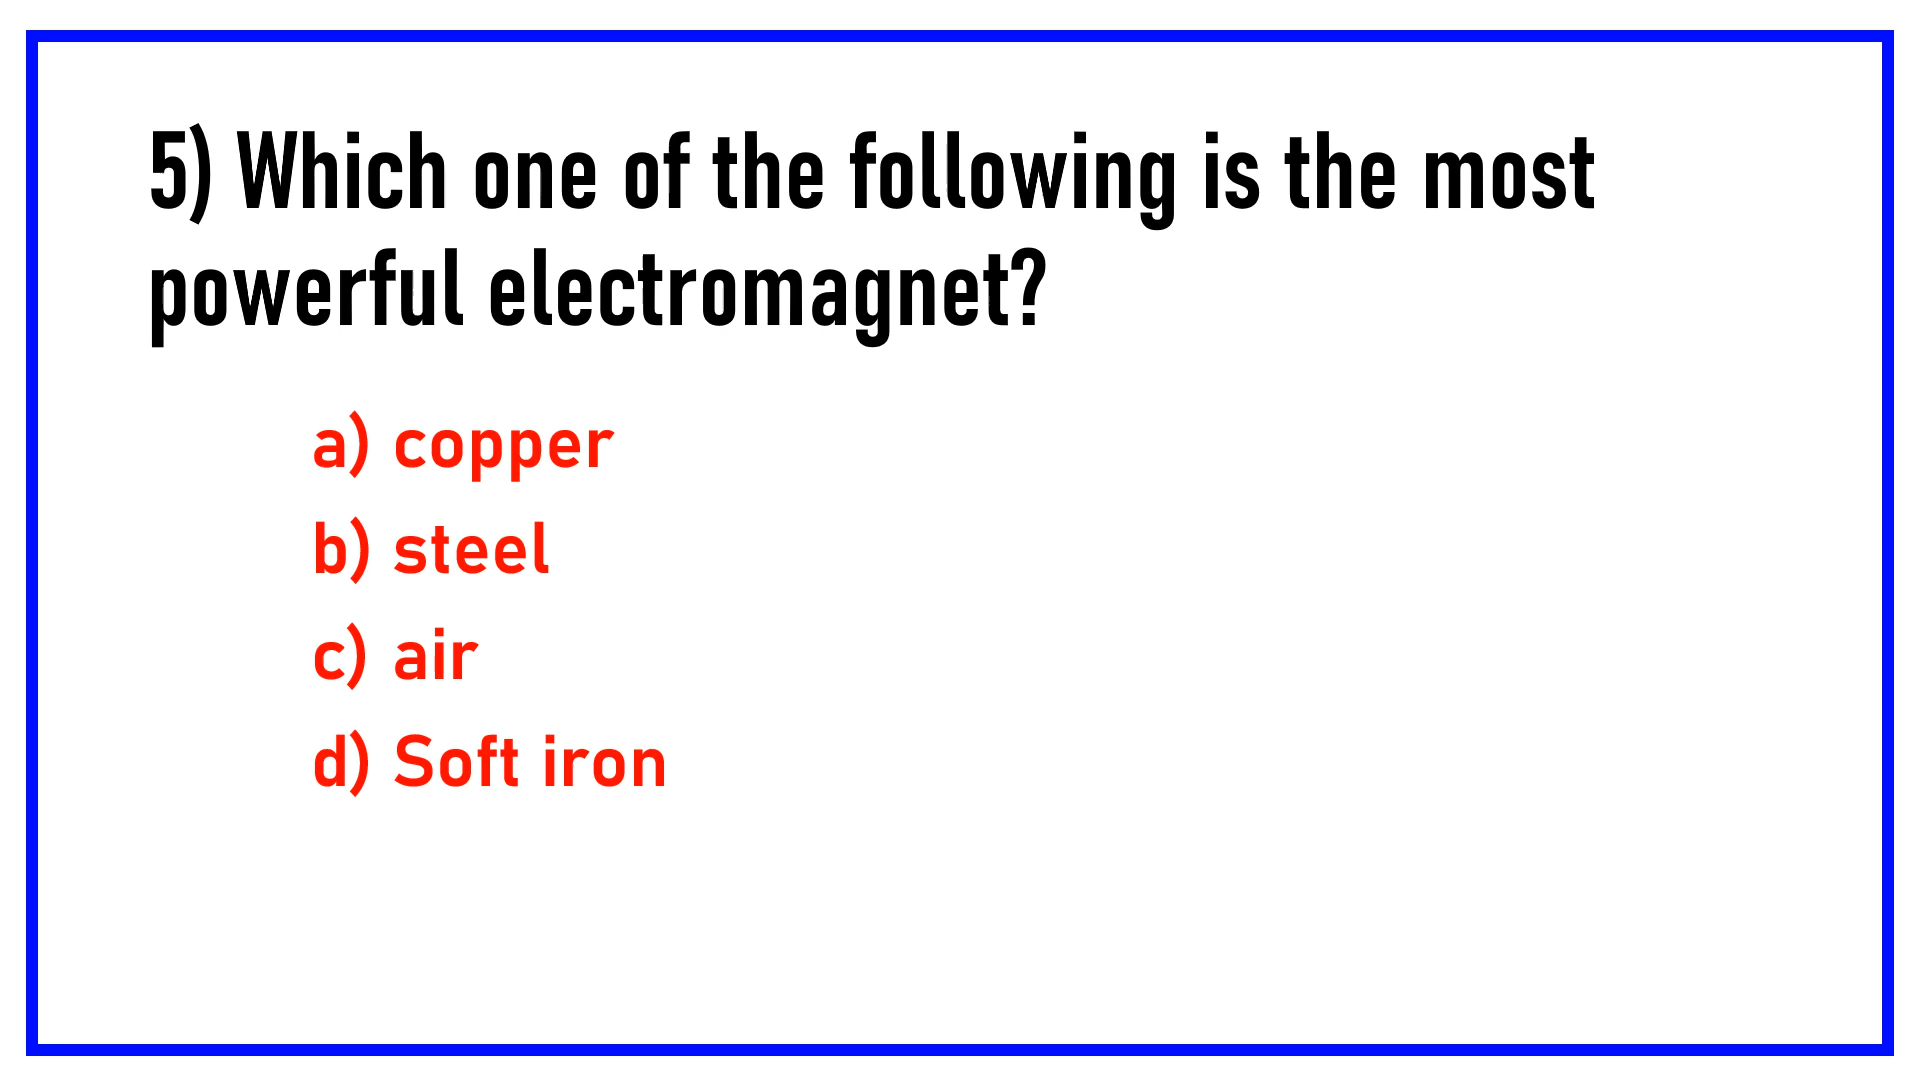 5) Which one of the following is the most
powerful electromagnet?
a) copper
b) steel
c) air
d) Soft iron